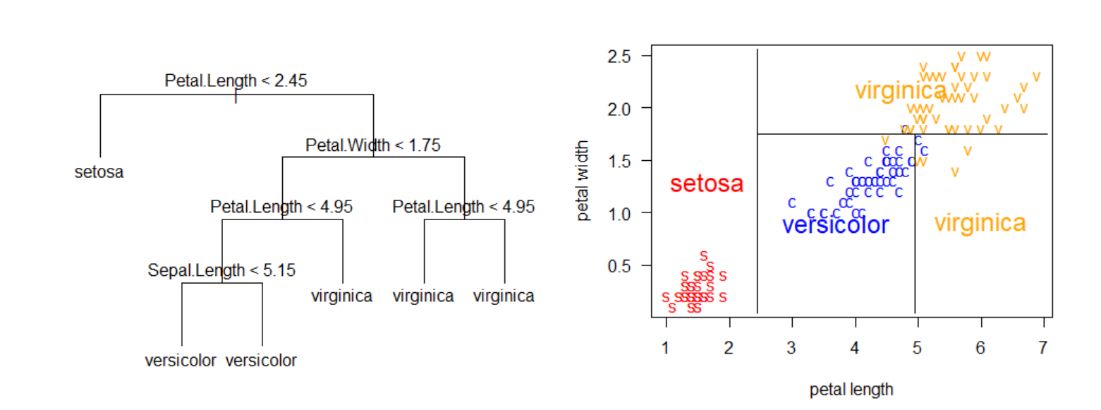 Petal.Length < 2.45
setosa
Petal.Width < 1.75
Petal.Length < 4.95
Petal.Length < 4.95
Sepal.Length < 5.15
virginica
virginica
virginica
versicolor
versicolor
petal width
2.5
2.0
1.5
1.0
0.5
virginica
setosa
versicolor
virginica
1 2 3 4 5 6 7
petal length